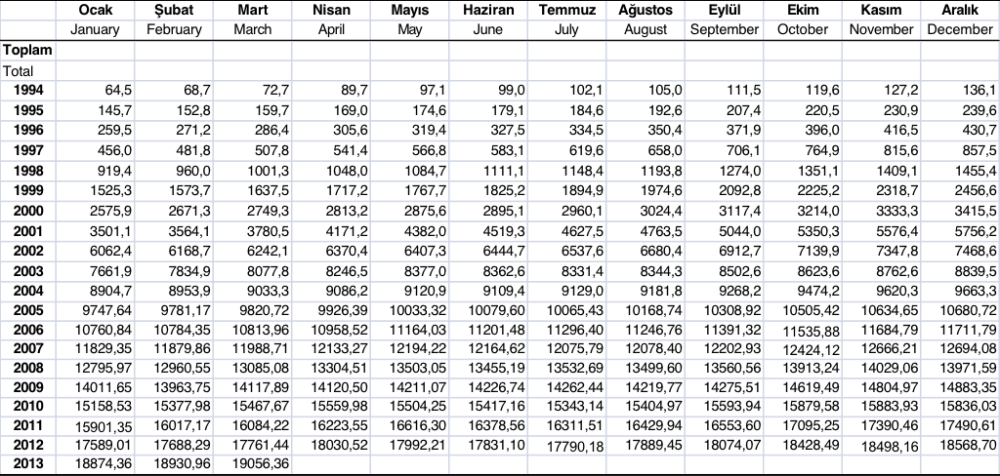 Ocak Şubat Mart Nisan Mayıs Haziran Temmuz Ağustos Eylül Ekim Kasım Aralık
January February March April May June July August September October November December
Toplam
Total
1994 64,5 68,7 72,7 89,7 97,1 99,0 102,1 105,0 111,5 119,6 127,2 136,1
1995 145,7 152,8 159,7 169,0 174,6 179,1 184,6 192,6 207,4 220,5 230,9 239,6
1996 259,5 271,2 286,4 305,6 319,4 327,5 334,5 350,4 371,9 396,0 416,5 430,7
1997 456,0 481,8 507,8 541,4 566,8 583,1 619,6 658,0 706,1 764,9 815,6 857,5
1998 919,4 960,0 1001,3 1048,0 1084,7 1111,1 1148,4 1193,8 1274,0 1351,1 1409,1 1455,4
1999 1525,3 1573,7 1637,5 1717,2 1767,7 1825,2 1894,9 1974,6 2092,8 2225,2 2318,7 2456,6
2000 2575,9 2671,3 2749,3 2813,2 2875,6 2895,1 2960,1 3024,4 3117,4 3214,0 3333,3 3415,5
2001 3501,1 3564,1 3780,5 4171,2 4382,0 4519,3 4627,5 4763,5 5044,0 5350,3 5576,4 5756,2
2002 6062,4 6168,7 6242,1 6370,4 6407,3 6444,7 6537,6 6680,4 6912,7 7139,9 7347,8 7468,6
2003 7661,9 7834,9 8077,8 8246,5 8377,0 8362,6 8331,4 8344,3 8502,6 8623,6 8762,6 8839,5
2004 8904,7 8953,9 9033,3 9086,2 9120,9 9109,4 9129,0 9181,8 9268,2 9474,2 9620,3 9663,3
2005 9747,64 9781,17 9820,72 9926,39 10033,32 10079,60 10065,43 10168,74 10308,92 10505,42 10634,65 10680,72
2006 10760,84 10784,35 10813,96 10958,52 11164,03 11201,48 11296,40 11246,76 11391,32 11535,88 11684,79 11711,79
2007 11829,35 11879,86 11988,71 12133,27 12194,22 12164,62 12075,79 12078,40 12202,93 12424,12 12666,21 12694,08
2008 12795,97 12960,55 13085,08 13304,51 13503,05 13455,19 13532,69 13499,60 13560,56 13913,24 14029,06 13971,59
2009 14011,65 13963,75 14117,89 14120,50 14211,07 14226,74 14262,44 14219,77 14275,51 14619,49 14804,97 14883,35
2010 15158,53 15377,98 15467,67 15559,98 15504,25 15417,16 15343,14 15404,97 15593,94 15879,58 15883,93 15836,03
2011 15901,35 16017,17 16084,22 16223,55 16616,30 16378,56 16311,51 16429,94 16553,60 17095,25 17390,46 17490,61
2012 17589,01 17688,29 17761,44 18030,52 17992,21 17831,10 17790,18 17889,45 18074,07 18428,49 18498,16 18568,70
2013 18874,36 18930,96 19056,36